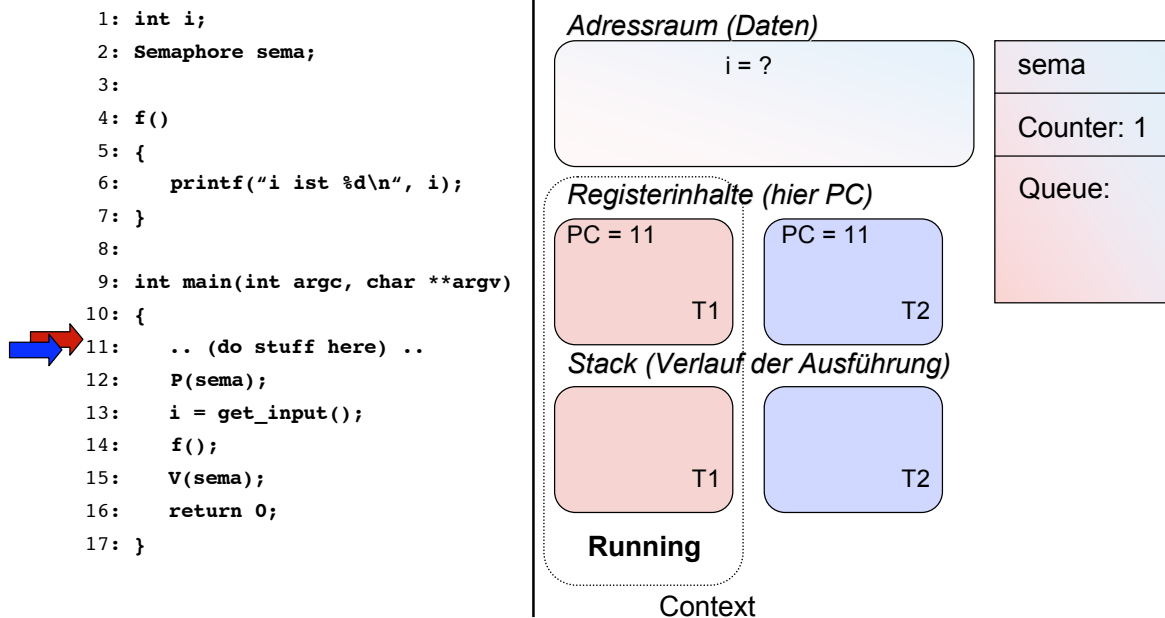 1: int i;
2: Semaphore sema;
3:
4: f()
5: {
6: printf(“i ist %d\n“, i);
7: }
8:
9: int main(int argc, char **argv)
10: {
11: .. (do stuff here) ..
12: P(sema);
13: i = get_input();
14: f();
15: V(sema);
16: return 0;
17: }
Adressraum (Daten)
i = ?
sema
Counter: 1
Queue:
Registerinhalte (hier PC)
PC = 11
T1
PC = 11
T2
Stack (Verlauf der Ausführung)
T1
T2
Running
Context